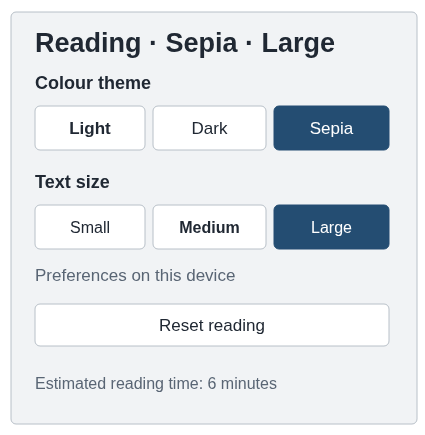 Reading · Sepia · Large
Colour theme
Light Dark Sepia
Text size
Small Medium Large
Preferences on this device
Reset reading
Estimated reading time: 6 minutes